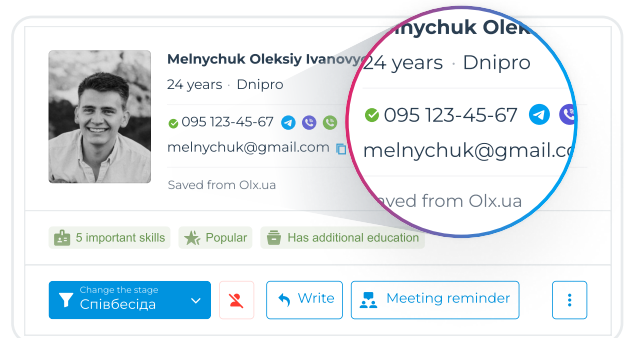 Melnychuk Oleksiy Ivanovy
24 years · Dnipro
095 123-45-67
melnychuk@gmail.com
Saved from Olx.ua
nychuk Olek
24 years · Dnipro
095 123-45-67
melnychuk@gmail.co
aved from Olx.ua
5 important skills
Popular
Has additional education
Change the stage
Співбесіда
Write
Meeting reminder